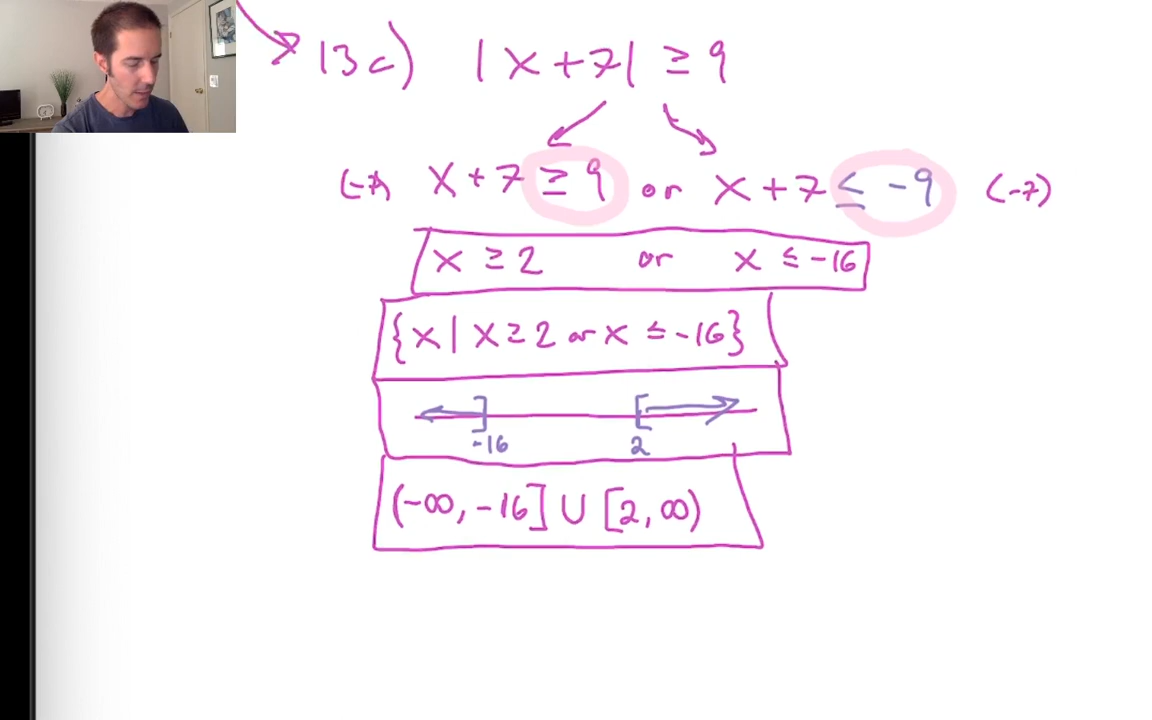 13c) |x+7| ≥ 9
(-7) x+7 ≥ 9 or x+7 ≤ -9 (-7)
x ≥ 2 or x ≤ -16
{x | x ≥ 2 or x ≤ -16}
-16 2
(-∞, -16] ∪ [2, ∞)